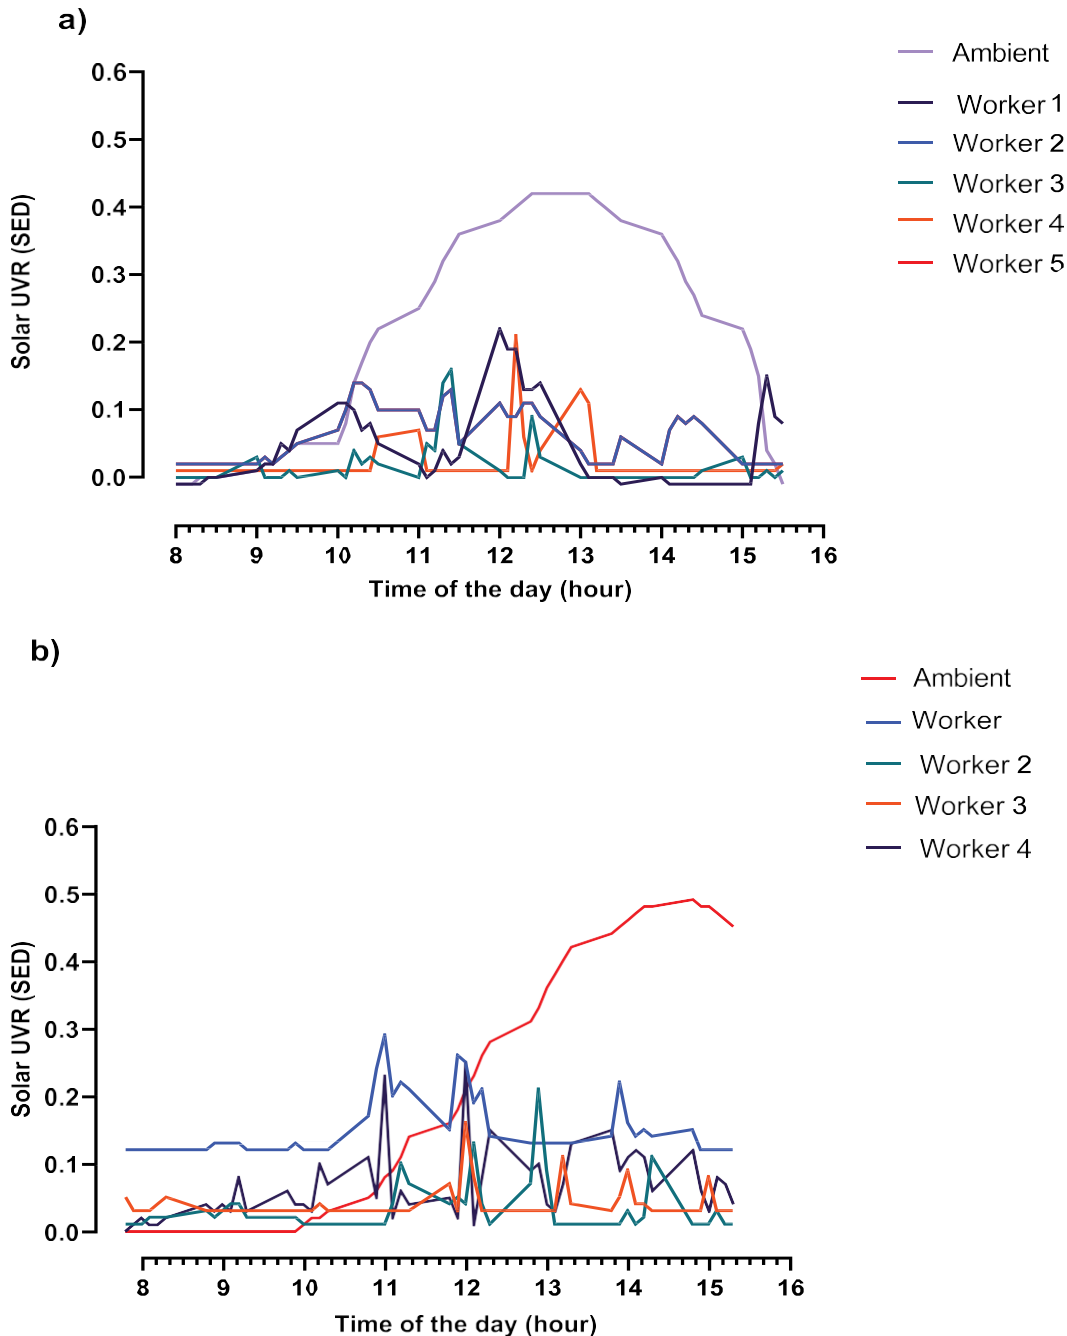 a)
Ambient
Worker 1
Worker 2
Worker 3
Worker 4
Worker 5
0.6
0.5
0.4
0.3
0.2
0.1
0.0
Solar UVR (SED)
8 9 10 11 12 13 14 15 16
Time of the day (hour)
b)
Ambient
Worker
Worker 2
Worker 3
Worker 4
0.6
0.5
0.4
0.3
0.2
0.1
0.0
Solar UVR (SED)
8 9 10 11 12 13 14 15 16
Time of the day (hour)